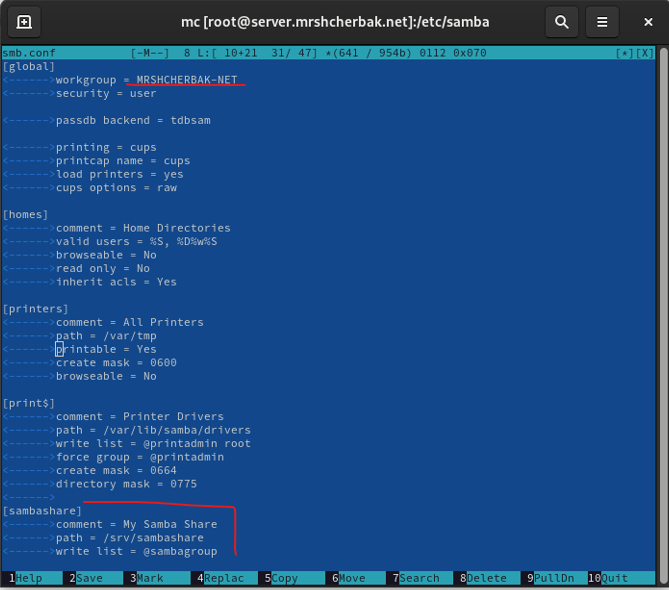 mc [root@server.mrshcherbak.net]:/etc/samba
smb.conf [-M--] 8 L:[ 10+21 31/ 47] *(641 / 954b) 0112 0x070 [*][X]
[global]
<------>workgroup = MRSHCHERBAK-NET
<------>security = user
<------>passdb backend = tdbsam
<------>printing = cups
<------>printcap name = cups
<------>load printers = yes
<------>cups options = raw
[homes]
<------>comment = Home Directories
<------>valid users = %S, %D%w%S
<------>browseable = No
<------>read only = No
<------>inherit acls = Yes
[printers]
<------>comment = All Printers
<------>path = /var/tmp
<------>printable = Yes
<------>create mask = 0600
<------>browseable = No
[print$]
<------>comment = Printer Drivers
<------>path = /var/lib/samba/drivers
<------>write list = @printadmin root
<------>force group = @printadmin
<------>create mask = 0664
<------>directory mask = 0775
<------>
[sambashare]
<------>comment = My Samba Share
<------>path = /srv/sambashare
<------>write list = @sambagroup
1Help 2Save 3Mark 4Replac 5Copy 6Move 7Search 8Delete 9PullDn 10Quit